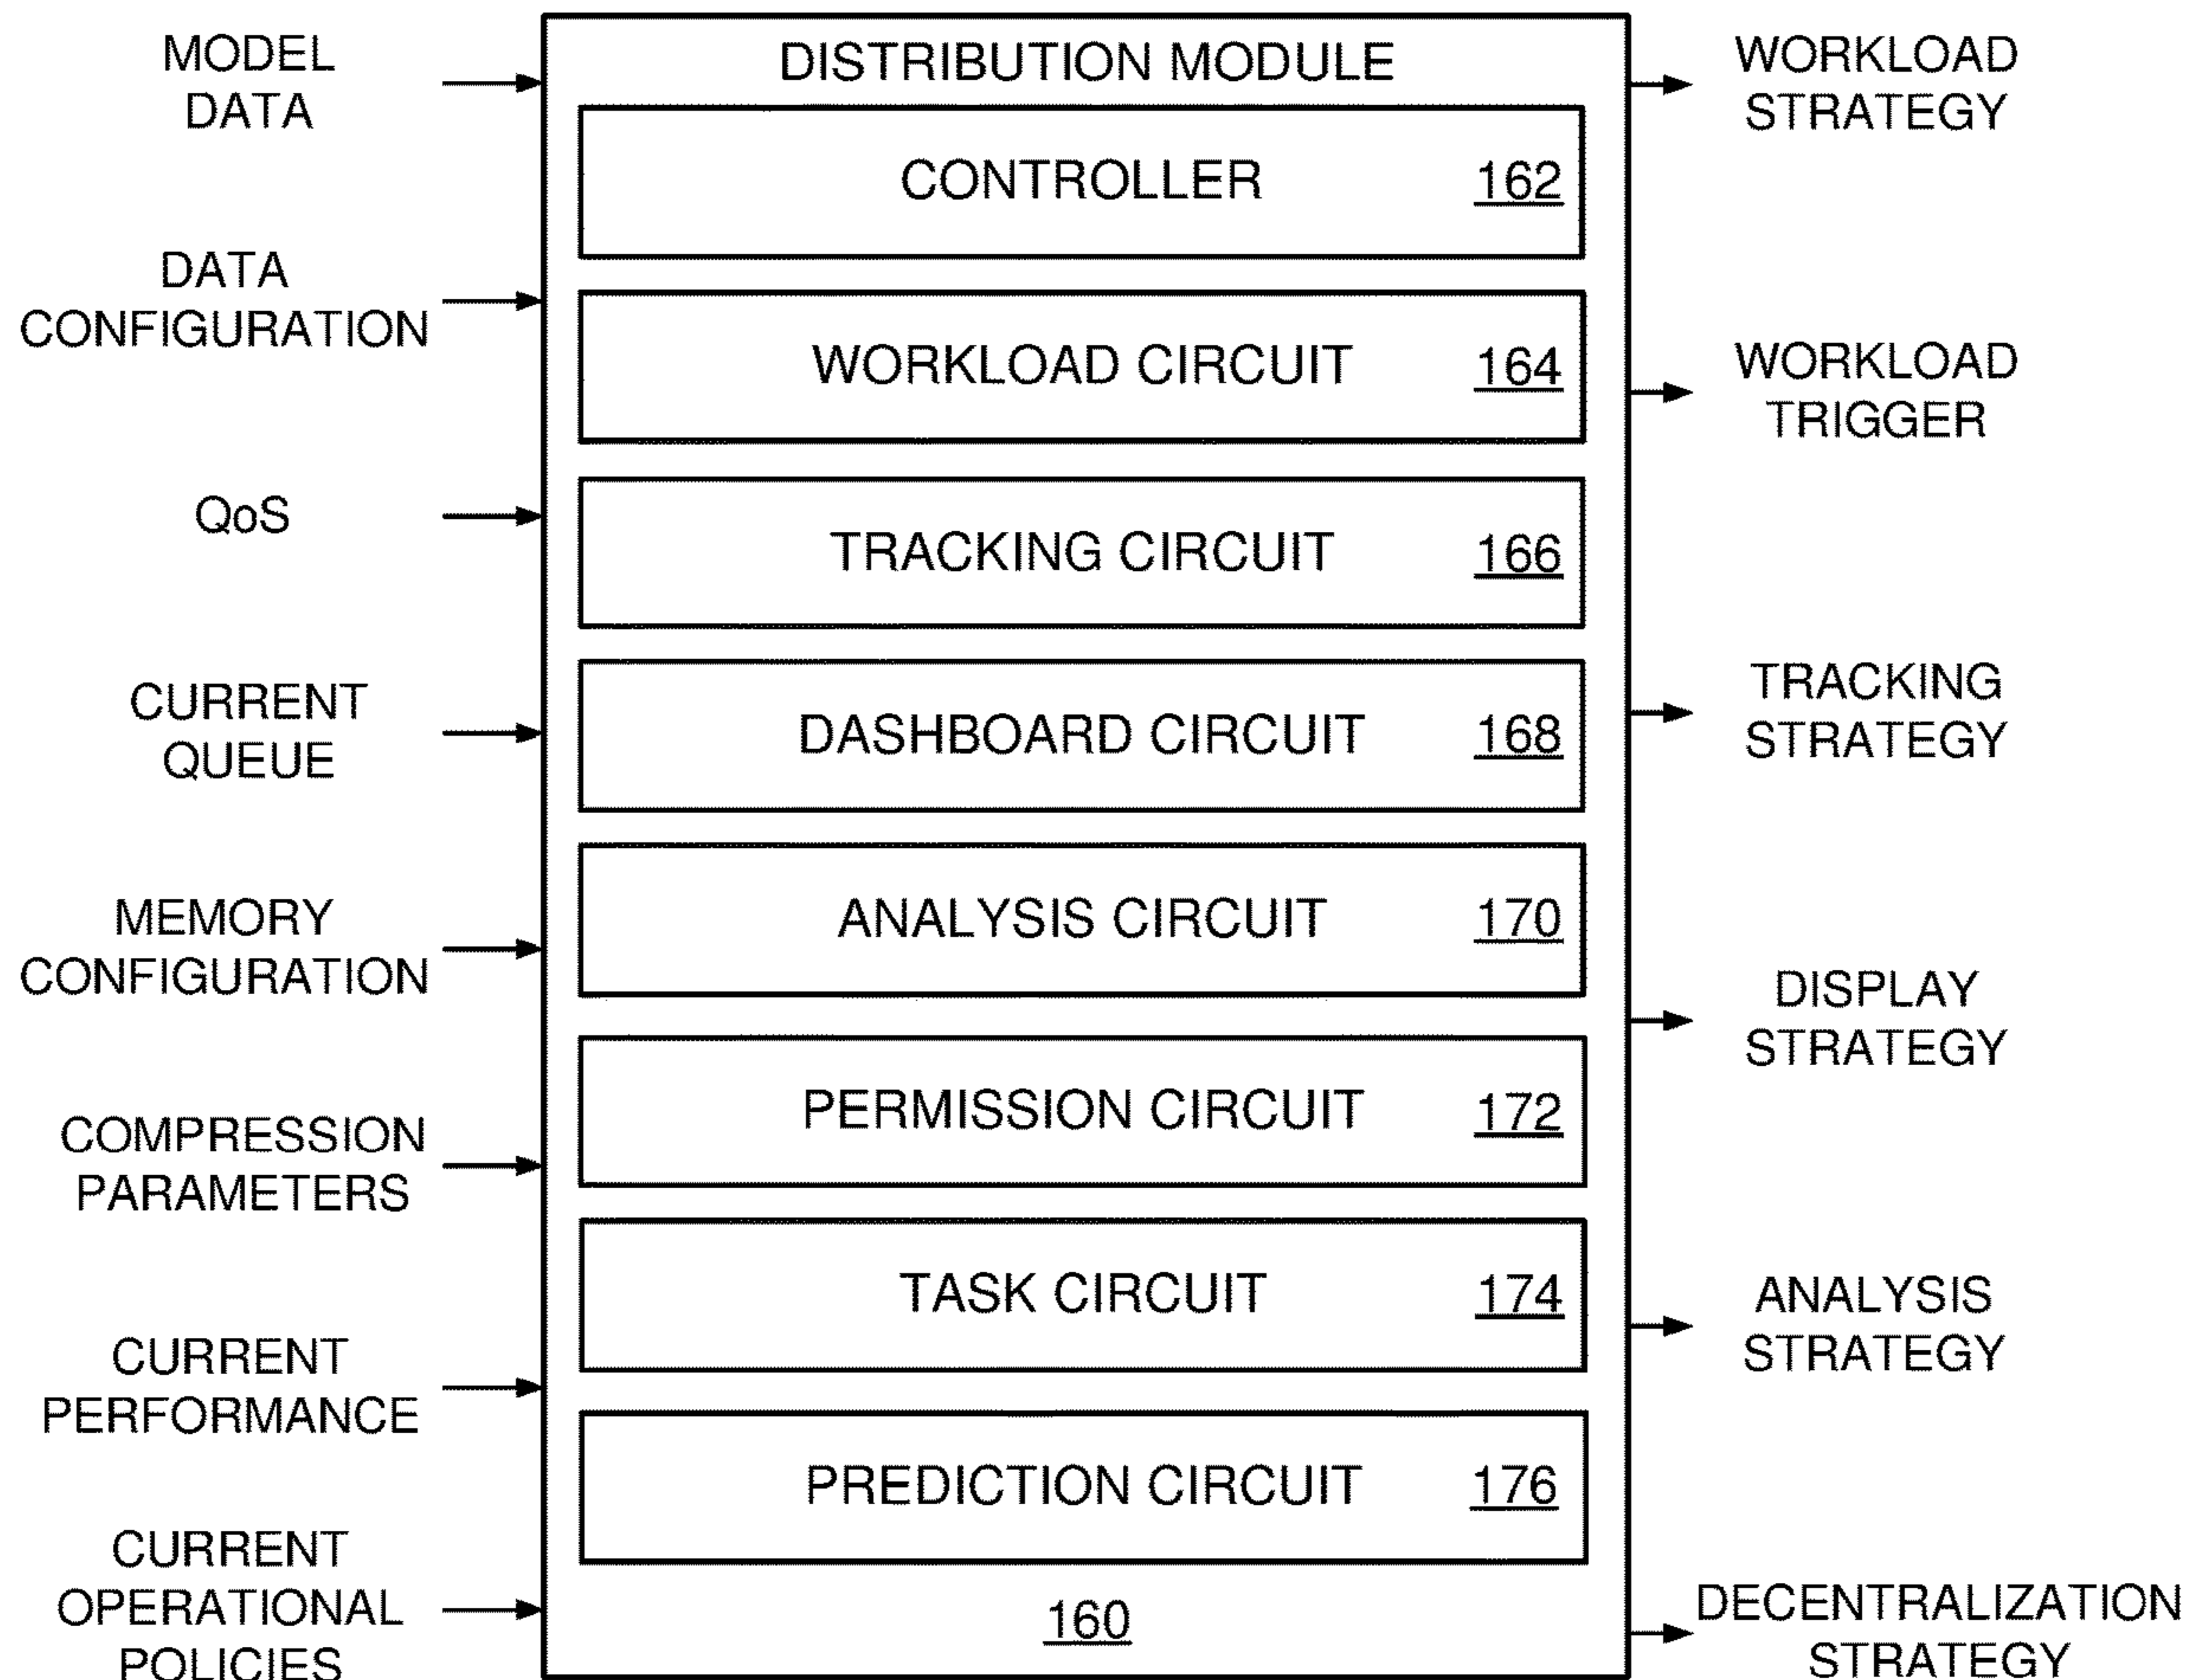 MODEL
DATA
DATA
CONFIGURATION
QoS
CURRENT
QUEUE
MEMORY
CONFIGURATION
COMPRESSION
PARAMETERS
CURRENT
PERFORMANCE
CURRENT
OPERATIONAL
POLICIES
DISTRIBUTION MODULE
CONTROLLER 162
WORKLOAD CIRCUIT 164
TRACKING CIRCUIT 166
DASHBOARD CIRCUIT 168
ANALYSIS CIRCUIT 170
PERMISSION CIRCUIT 172
TASK CIRCUIT 174
PREDICTION CIRCUIT 176
160
WORKLOAD
STRATEGY
WORKLOAD
TRIGGER
TRACKING
STRATEGY
DISPLAY
STRATEGY
ANALYSIS
STRATEGY
DECENTRALIZATION
STRATEGY